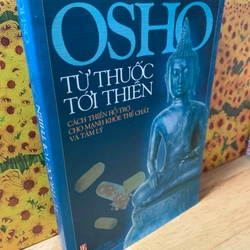 OSHO
TỪ THUỐC
TỚI THIỀN
CÁCH THIỀN HỖ TRỢ
CHO MẠNH KHỎE THỂ CHẤT
VÀ TÂM LÝ